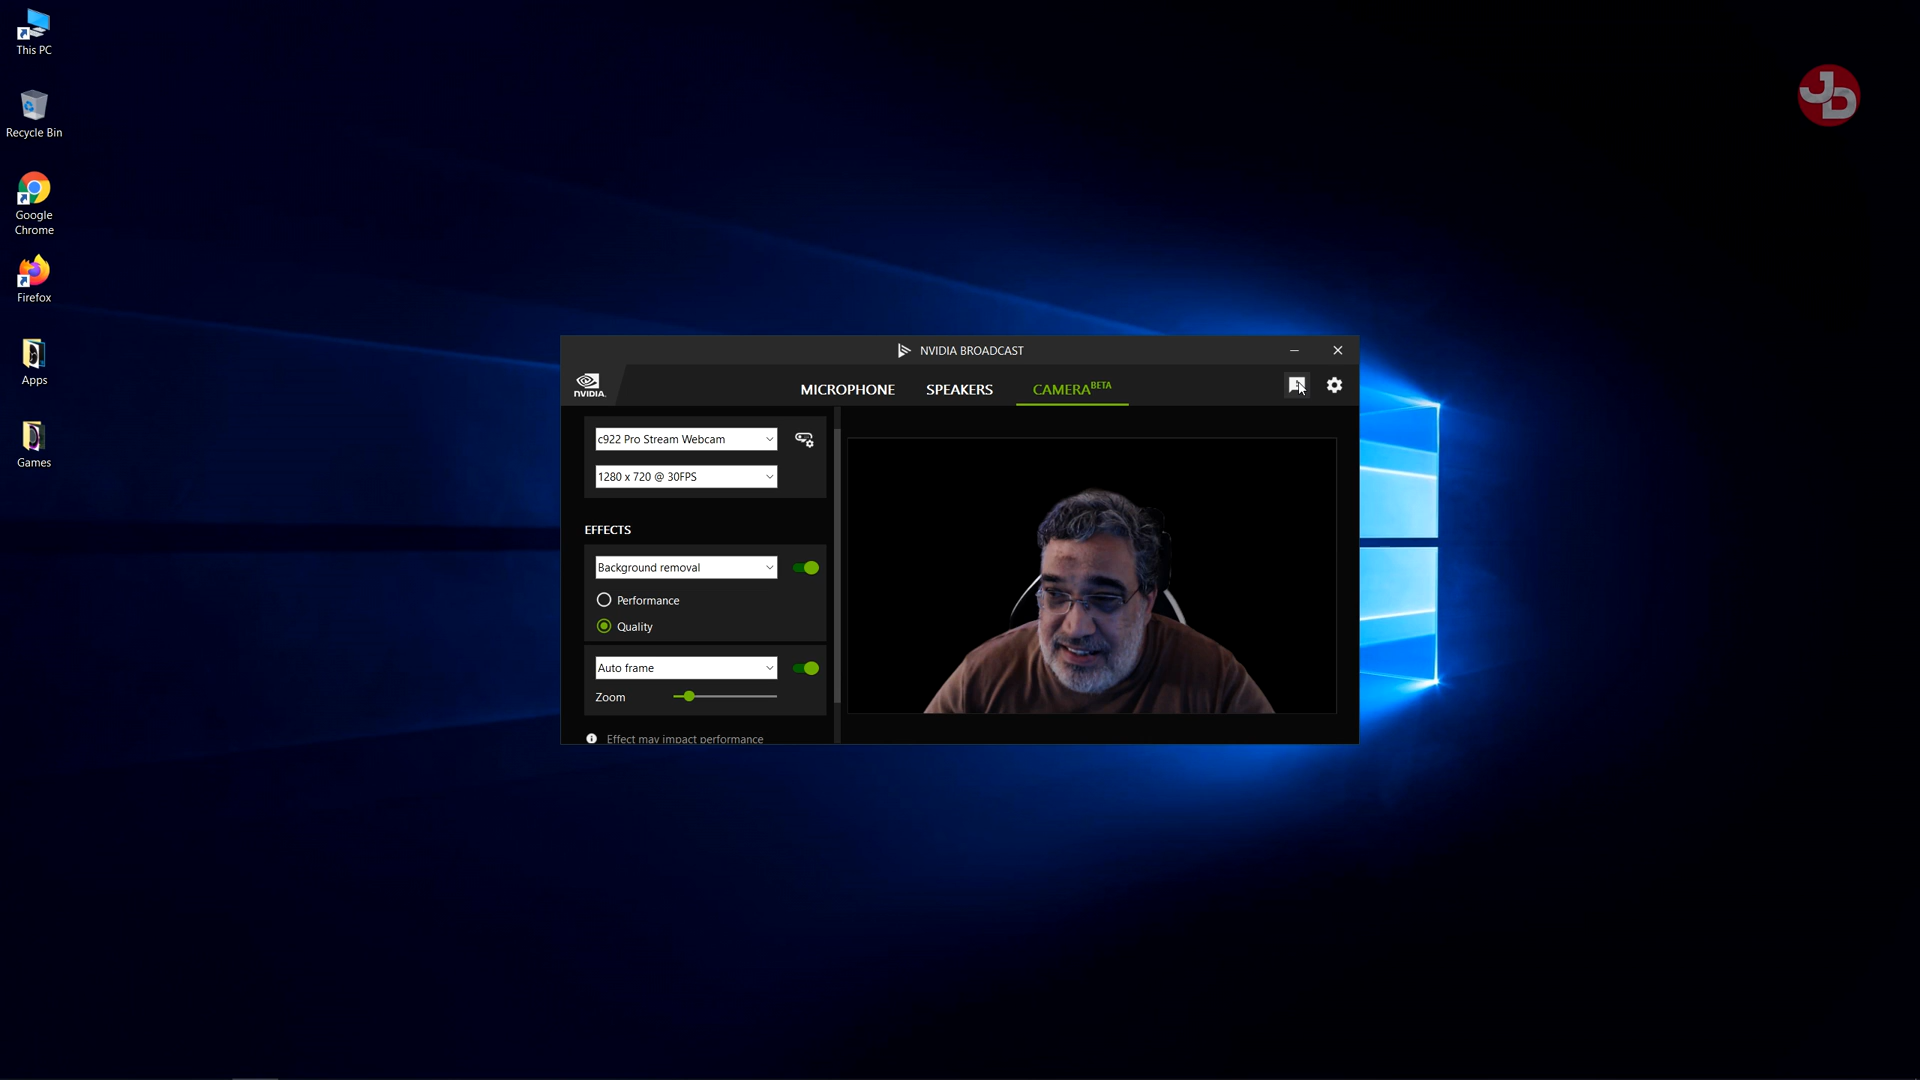 This PC
Recycle Bin
Google
Chrome
Firefox
Apps
Games
JD
NVIDIA BROADCAST
NVIDIA.
MICROPHONE
SPEAKERS
CAMERA BETA
c922 Pro Stream Webcam
1280 x 720 @ 30FPS
EFFECTS
Background removal
Performance
Quality
Auto frame
Zoom
Effect may impact performance